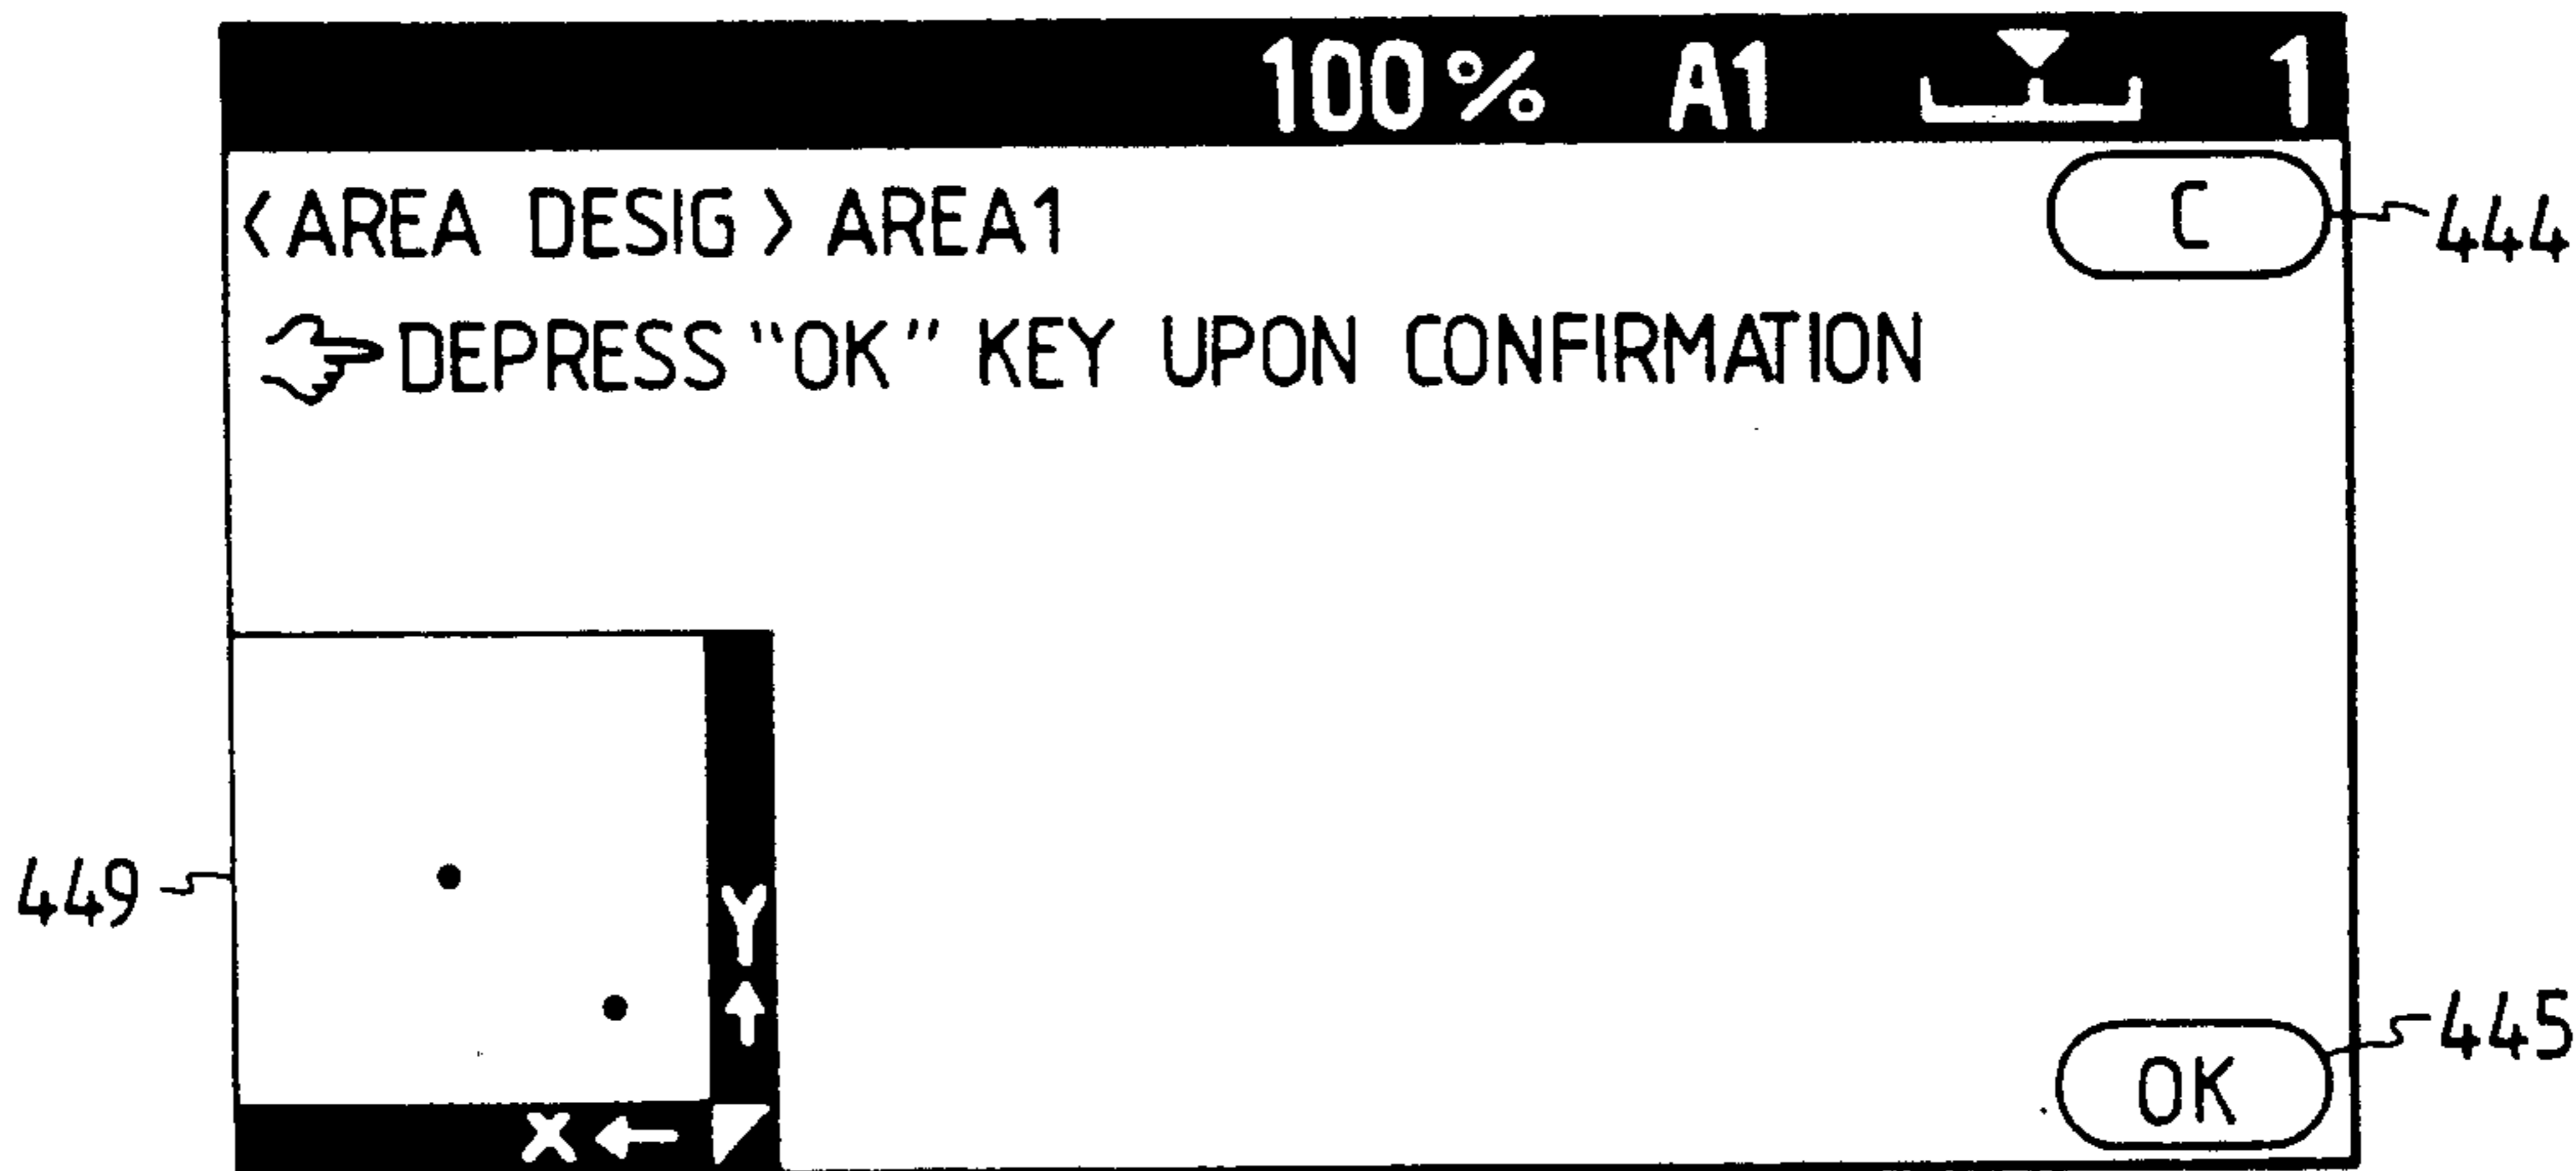 100% A1 1
<AREA DESIG> AREA1
C
444
DEPRESS "OK" KEY UPON CONFIRMATION
449
Y
445
OK
X